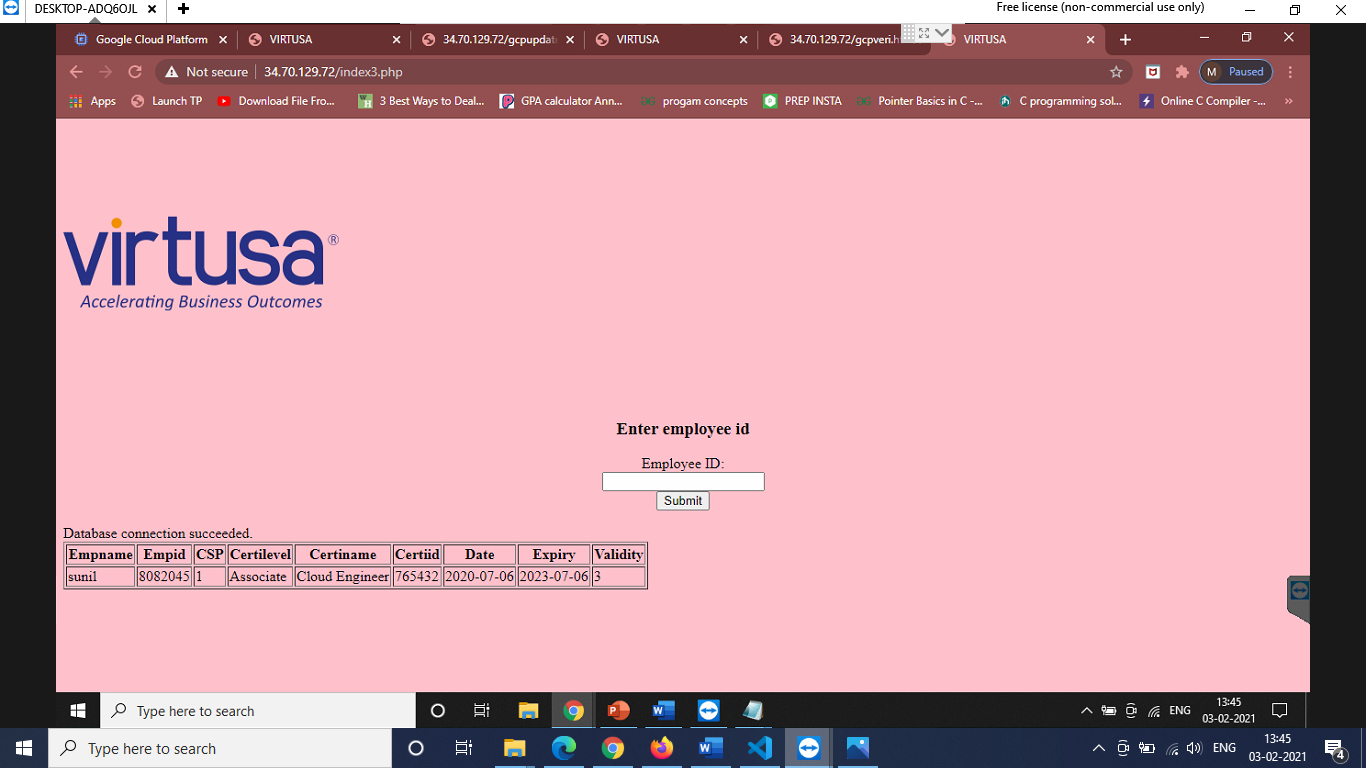 DESKTOP-ADQ6OJL
Free license (non-commercial use only)
Google Cloud Platform
VIRTUSA
34.70.129.72/gcpupdat
VIRTUSA
34.70.129.72/gcpveri.h
VIRTUSA
Not secure 34.70.129.72/index3.php
M Paused
Apps Launch TP Download File Fro... 3 Best Ways to Deal... GPA calculator Ann... progam concepts PREP INSTA Pointer Basics in C -... C programming sol... Online C Compiler -... »
virtusa®
Accelerating Business Outcomes
Enter employee id
Employee ID:
Submit
Database connection succeeded.
Empname Empid CSP Certilevel Certiname Certiid Date Expiry Validity
sunil 8082045 1 Associate Cloud Engineer 765432 2020-07-06 2023-07-06 3
Type here to search
ENG
13:45
03-02-2021
Type here to search
ENG
13:45
03-02-2021
4